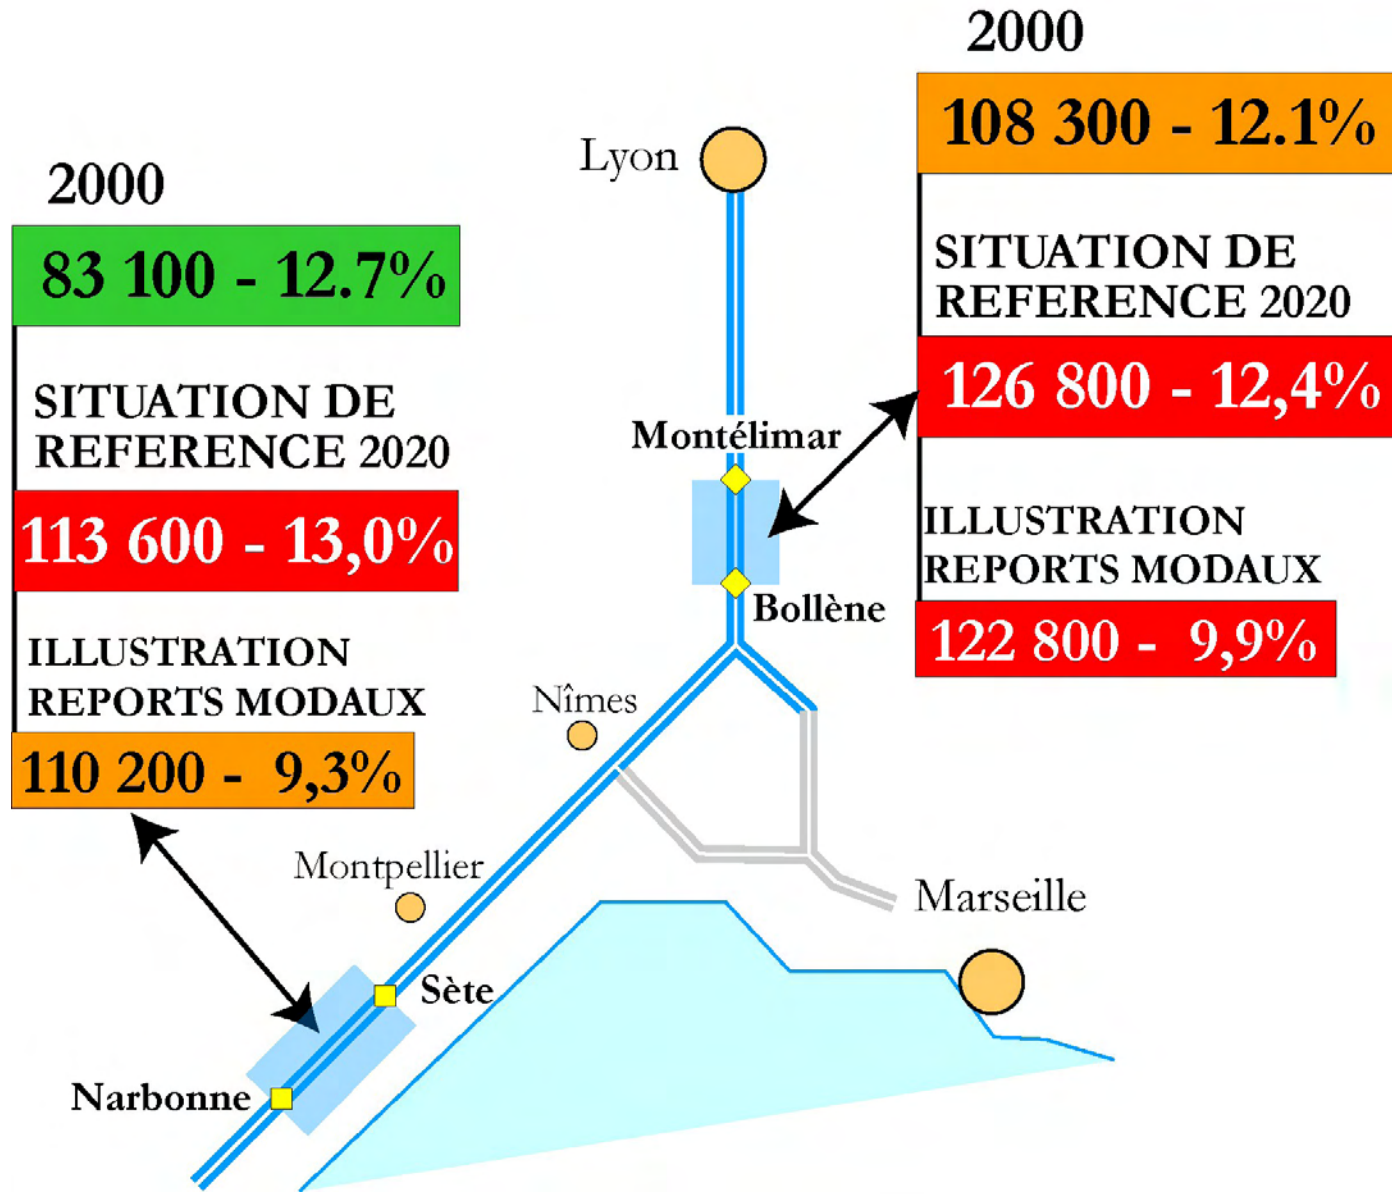 2000
83 100 - 12.7%
SITUATION DE
REFERENCE 2020
113 600 - 13,0%
ILLUSTRATION
REPORTS MODAUX
110 200 - 9,3%
2000
108 300 - 12.1%
SITUATION DE
REFERENCE 2020
126 800 - 12,4%
ILLUSTRATION
REPORTS MODAUX
122 800 - 9,9%
Lyon
Montélimar
Bollène
Nîmes
Montpellier
Marseille
Sète
Narbonne